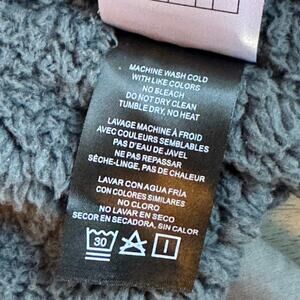 MACHINE WASH COLD
WITH LIKE COLORS
NO BLEACH
DO NOT DRY CLEAN
TUMBLE DRY, NO HEAT
LAVAGE MACHINE À FROID
AVEC COULEURS SEMBLABLES
PAS D'EAU DE JAVEL
NE PAS REPASSER
SÈCHE-LINGE, PAS DE CHALEUR
LAVAR CON AGUA FRÍA
CON COLORES SIMILARES
NO CLORO
NO LAVAR EN SECO
SECOR EN SECADORA, SIN CALOR
30